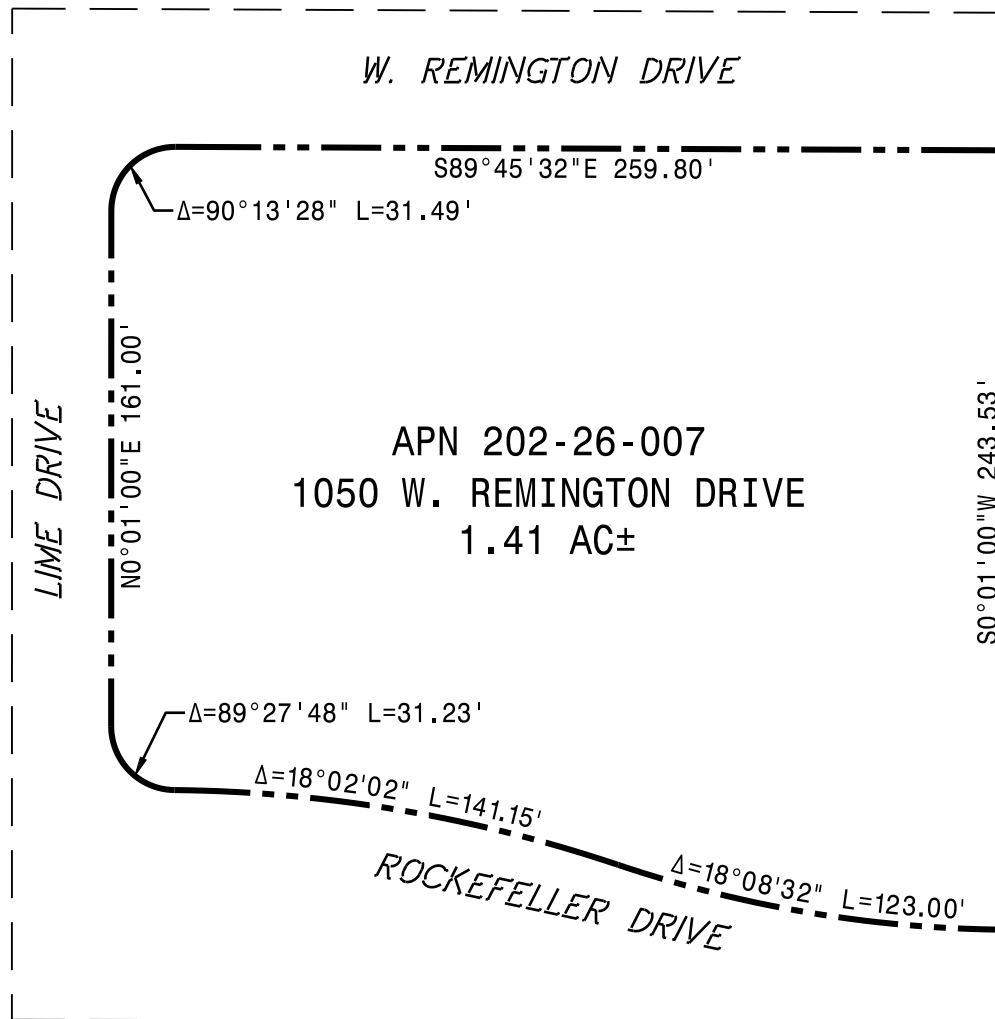 W. REMINGTON DRIVE
S89°45'32"E 259.80'
Δ=90°13'28" L=31.49'
N0°01'00"E 161.00'
LIME DRIVE
APN 202-26-007
1050 W. REMINGTON DRIVE
1.41 AC±
S0°01'00"W 243.53'
Δ=89°27'48" L=31.23'
Δ=18°02'02" L=141.15'
Δ=18°08'32" L=123.00'
ROCKEFELLER DRIVE